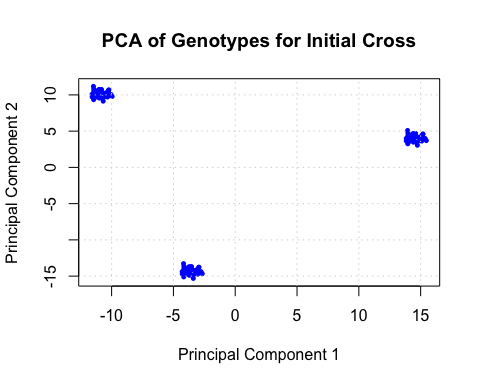 PCA of Genotypes for Initial Cross
Principal Component 2
10
5
0
-5
-15
-10 -5 0 5 10 15
Principal Component 1